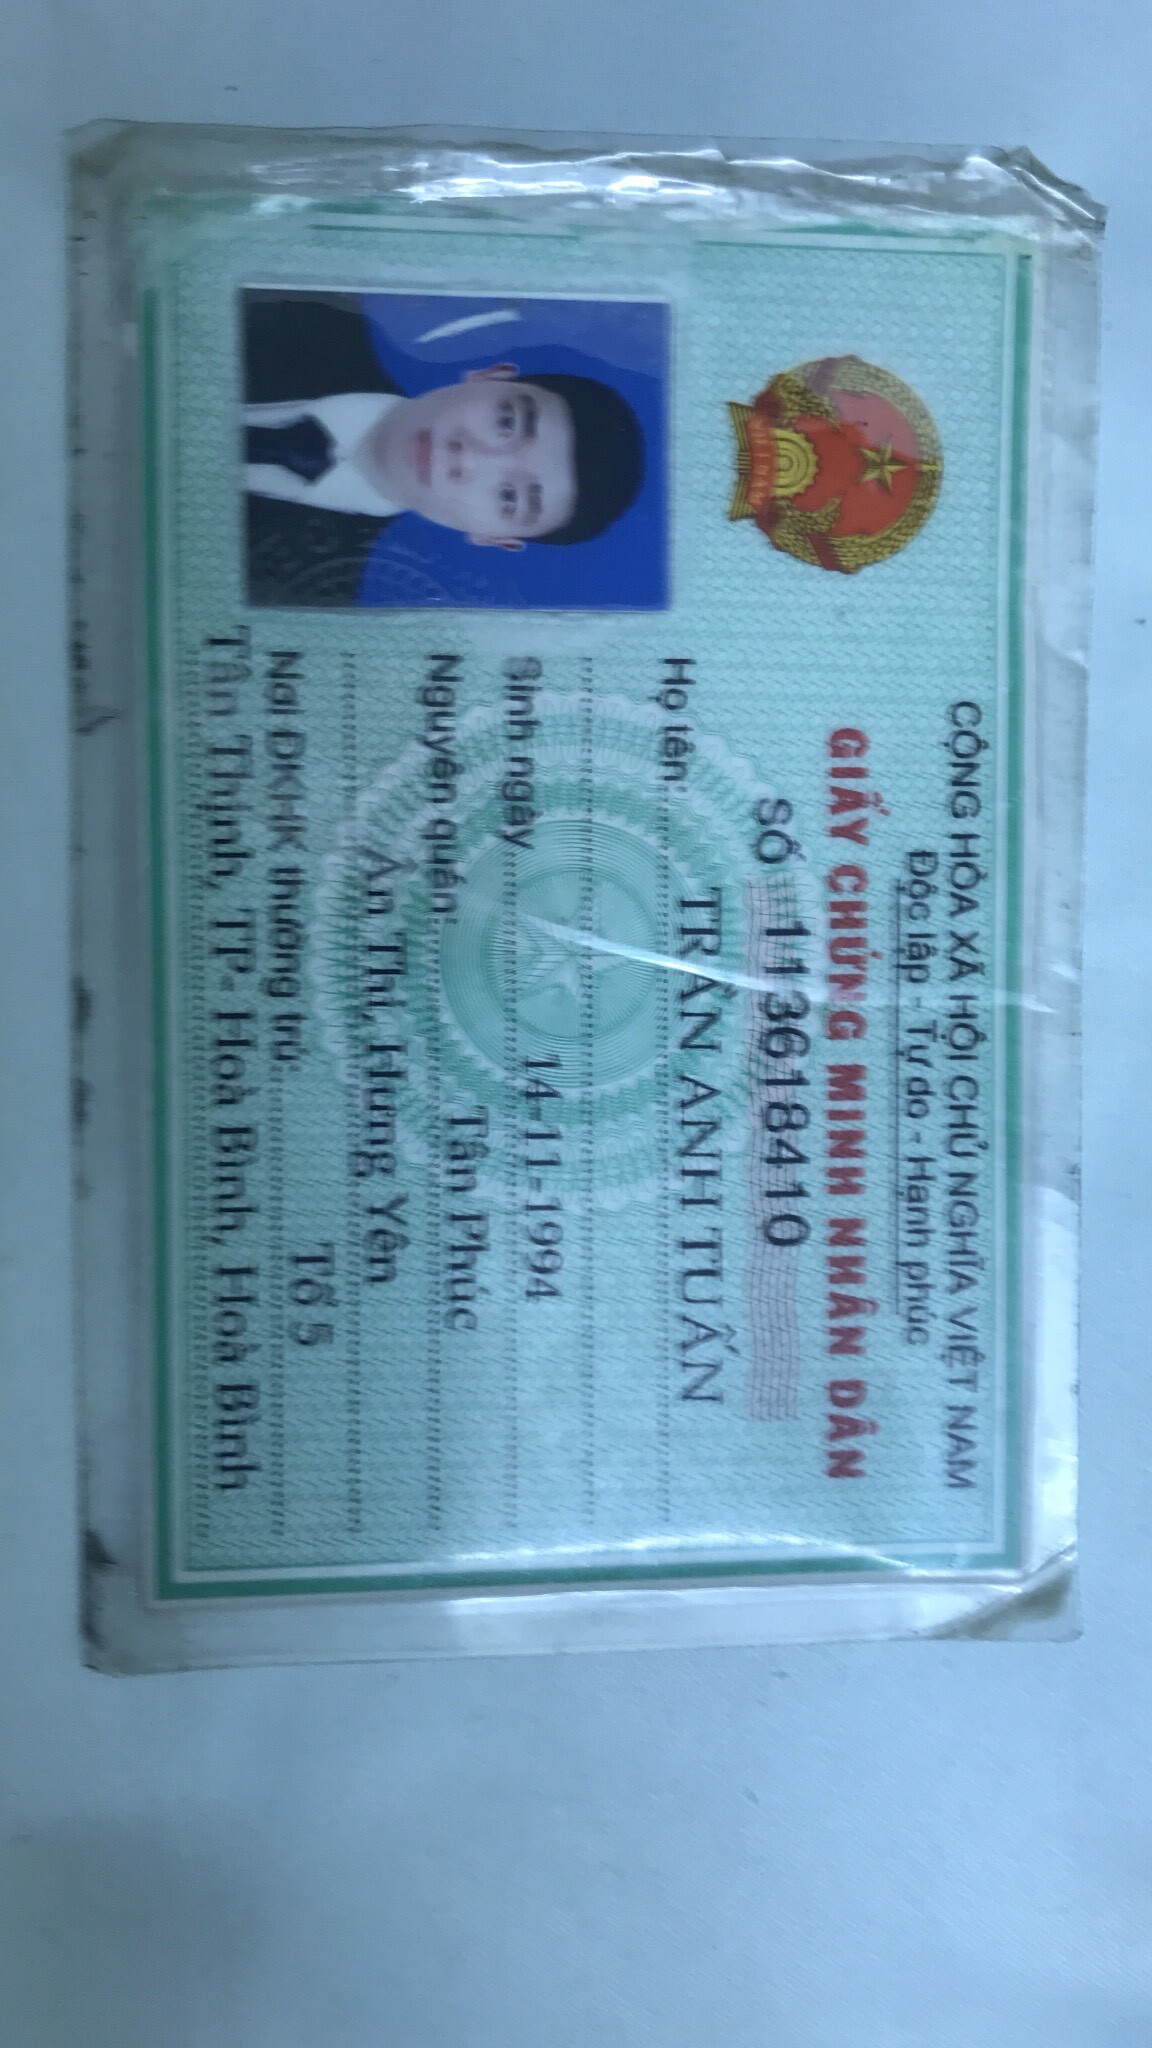 CỘNG HÒA XÃ HỘI CHỦ NGHĨA VIỆT NAM
Độc lập - Tự do - Hạnh phúc
GIẤY CHỨNG MINH NHÂN DÂN
SỐ 113618410
Họ tên: TRẦN ANH TUẤN
Sinh ngày 14-11-1994
Nguyên quán: Tân Phúc
Ân Thi, Hưng Yên
Nơi ĐKHK thường trú: Tổ 5
Tân Thịnh, TP- Hoà Bình, Hoà Bình